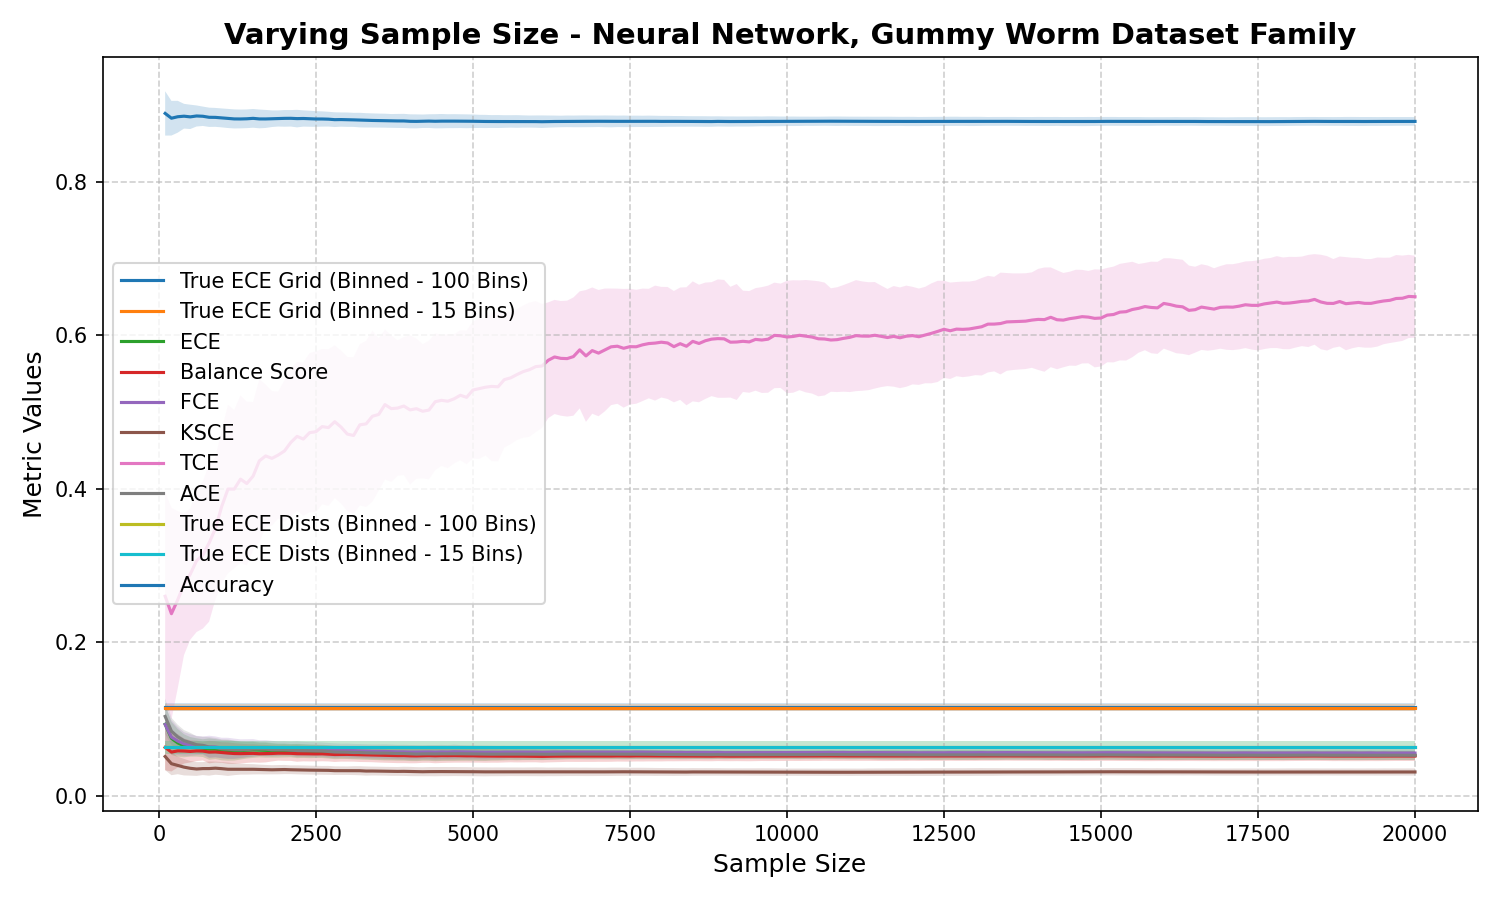 Varying Sample Size - Neural Network, Gummy Worm Dataset Family
Metric Values
0.8
0.6
0.4
0.2
0.0
True ECE Grid (Binned - 100 Bins)
True ECE Grid (Binned - 15 Bins)
ECE
Balance Score
FCE
KSCE
TCE
ACE
True ECE Dists (Binned - 100 Bins)
True ECE Dists (Binned - 15 Bins)
Accuracy
0 2500 5000 7500 10000 12500 15000 17500 20000
Sample Size